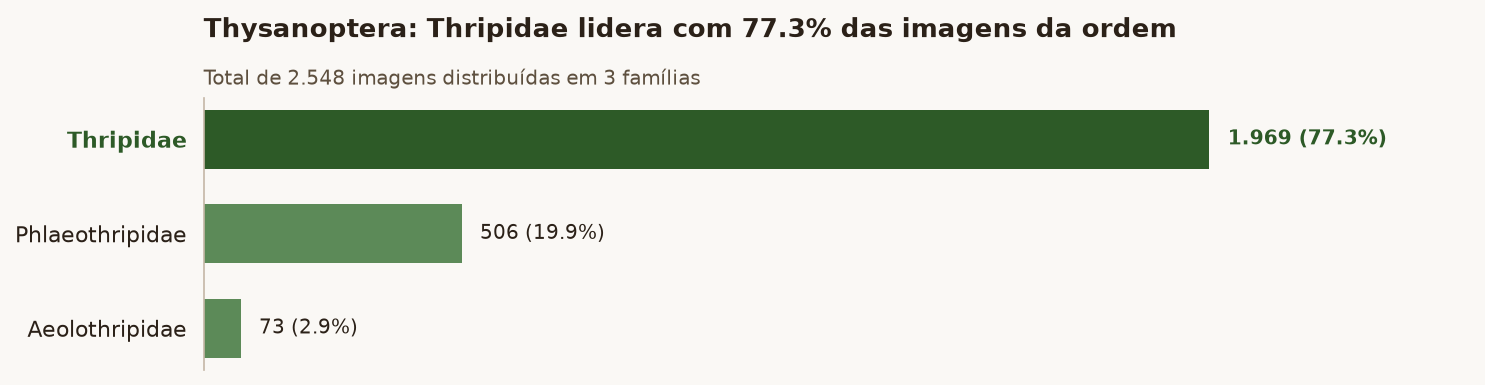 Thysanoptera: Thripidae lidera com 77.3% das imagens da ordem
Total de 2.548 imagens distribuídas em 3 famílias
Thripidae 1.969 (77.3%)
Phlaeothripidae 506 (19.9%)
Aeolothripidae 73 (2.9%)